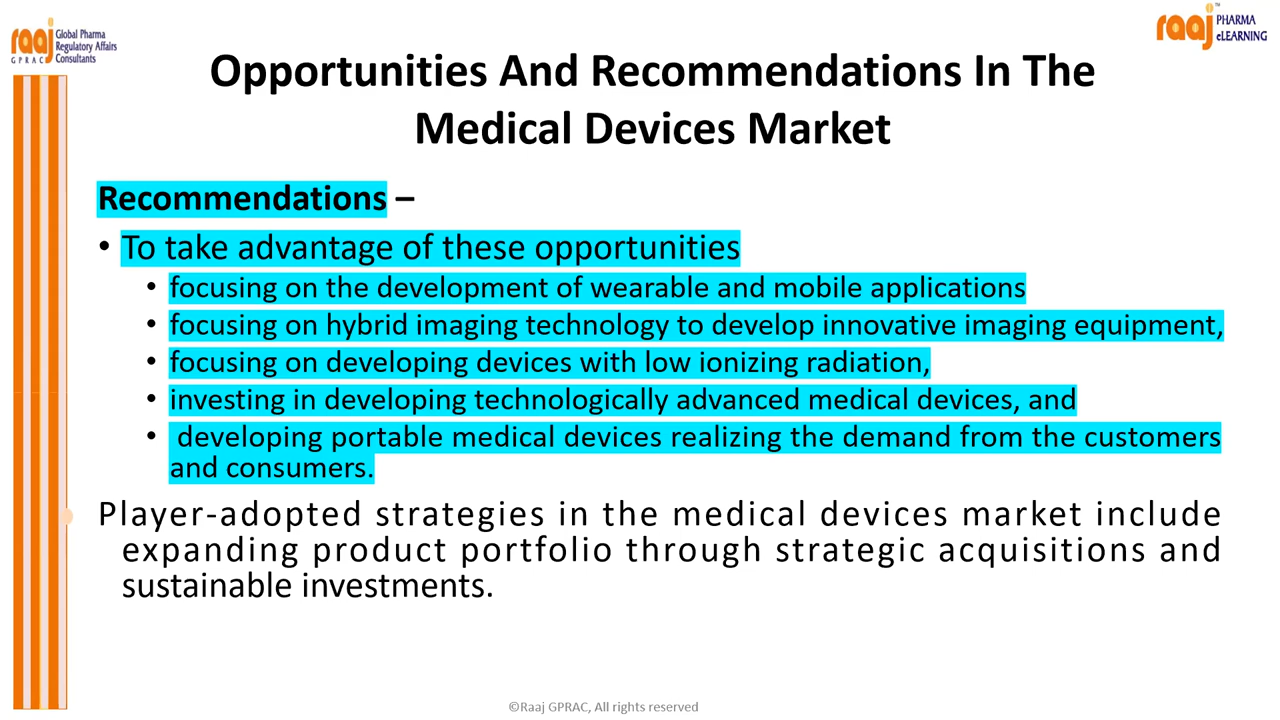 raaj
GPRAC
Global Pharma
Regulatory Affairs
Consultants
raaj™
PHARMA
eLEARNING
Opportunities And Recommendations In The
Medical Devices Market
Recommendations –
• To take advantage of these opportunities
• focusing on the development of wearable and mobile applications
• focusing on hybrid imaging technology to develop innovative imaging equipment,
• focusing on developing devices with low ionizing radiation,
• investing in developing technologically advanced medical devices, and
• developing portable medical devices realizing the demand from the customers
and consumers.
Player-adopted strategies in the medical devices market include
expanding product portfolio through strategic acquisitions and
sustainable investments.
©Raaj GPRAC, All rights reserved